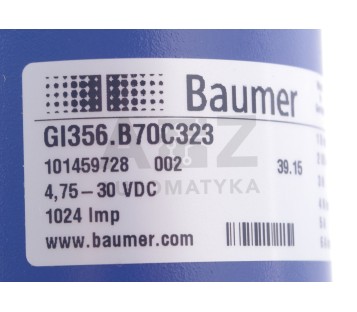 Baumer
GI356.B70C323
101459728 002 39.15
4,75-30 VDC
1024 Imp
www.baumer.com
AUTOMATYKA